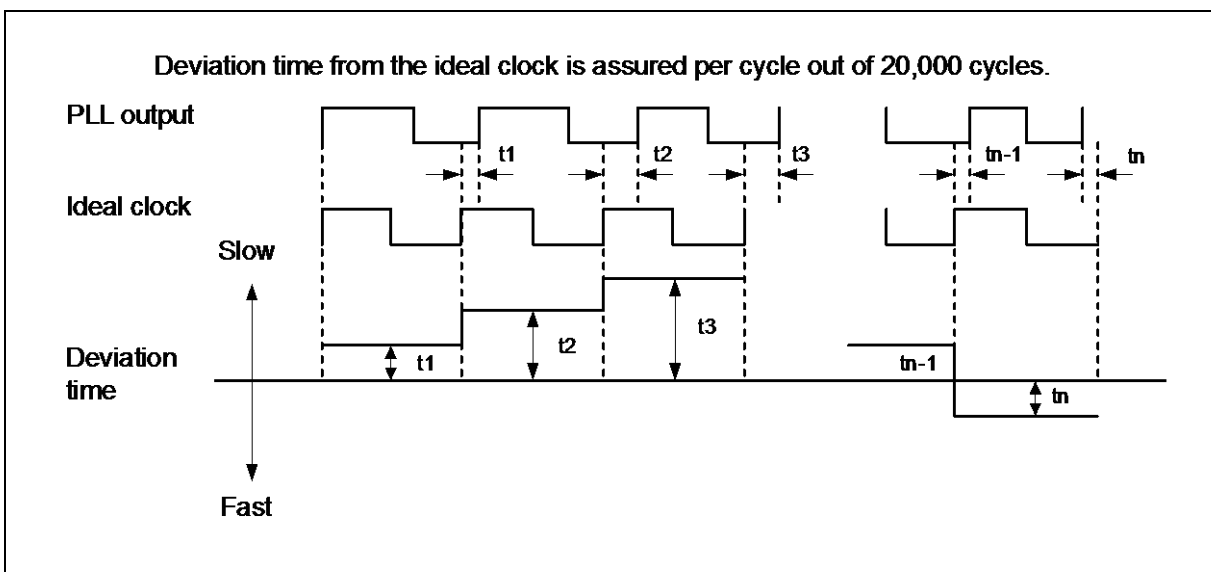 Deviation time from the ideal clock is assured per cycle out of 20,000 cycles.
PLL output
t1
t2
t3
tn-1
tn
Ideal clock
Slow
t1
t2
t3
Deviation
time
tn-1
tn
Fast